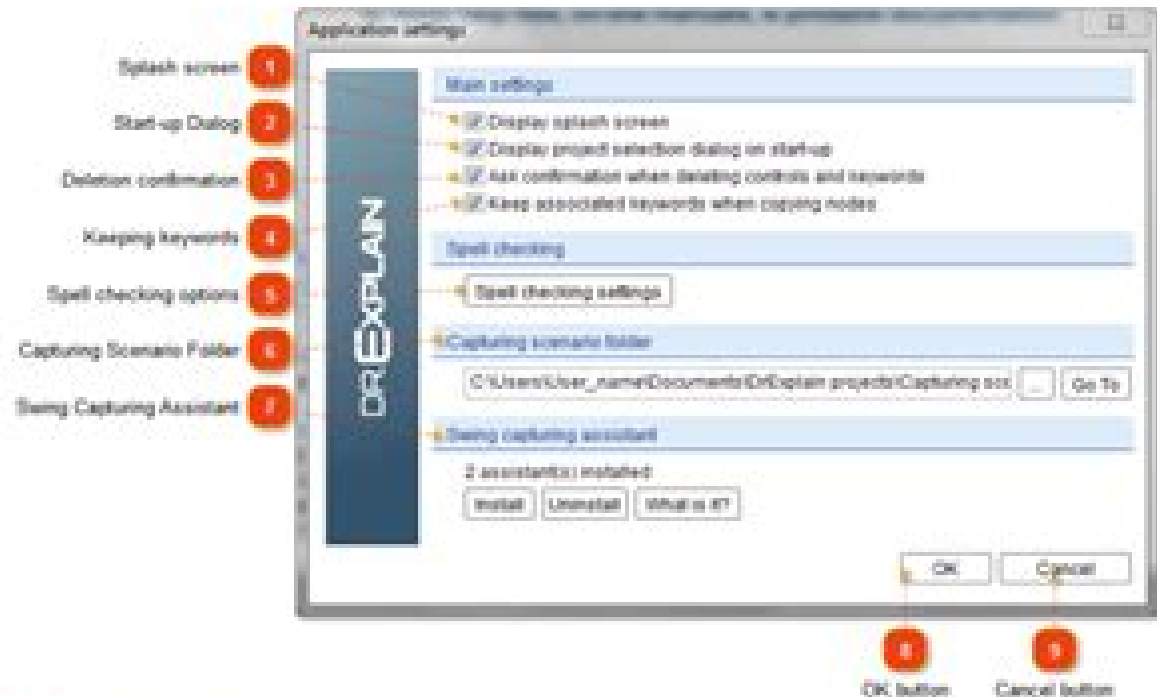 Application settings
Splash screen 1
Start-up Dialog 2
Deletion confirmation 3
Keeping keywords 4
Spell checking options 5
Capturing Scenario Folder 6
Swing Capturing Assistant 7
DREXPLAIN
Main settings
Display splash screen
Display project selection dialog on start-up
Ask confirmation when deleting controls and keywords
Keep associated keywords when copying nodes
Spell checking
Spell checking settings
Capturing scenario folder
C:\Users\User_name\Documents\DrExplain projects\Capturing sce ... Go To
Swing capturing assistant
2 assistant(s) installed
Install Uninstall What is it?
OK Cancel
8 9
OK button Cancel button